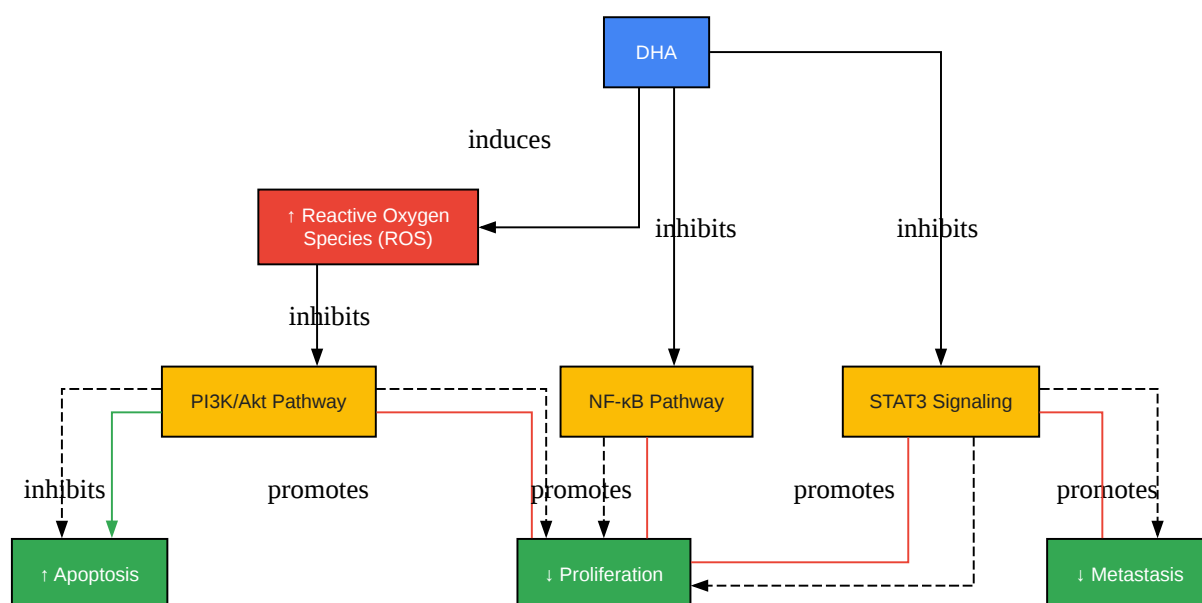 DHA
induces
↑ Reactive Oxygen
Species (ROS)
inhibits
inhibits
inhibits
PI3K/Akt Pathway
NF-κB Pathway
STAT3 Signaling
inhibits
promotes
promotes
promotes
promotes
↑ Apoptosis
↓ Proliferation
↓ Metastasis